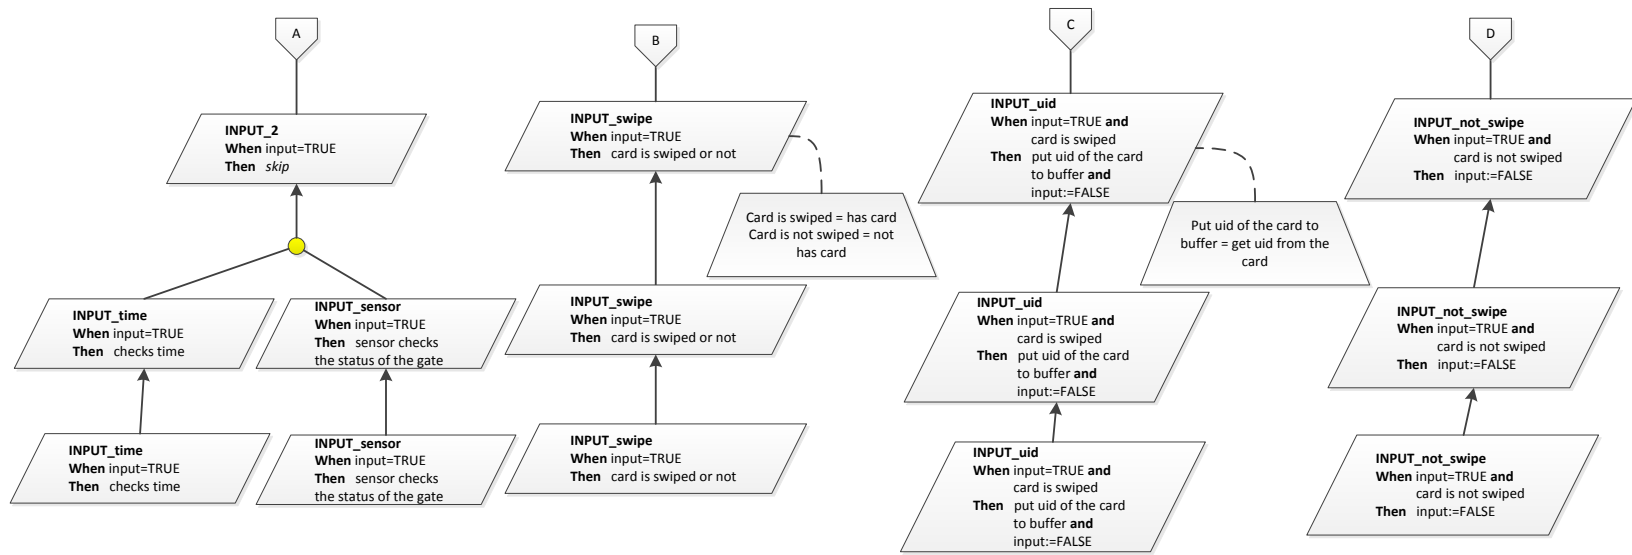 A
INPUT_2
When input=TRUE
Then skip
INPUT_time
When input=TRUE
Then checks time
INPUT_sensor
When input=TRUE
Then sensor checks
the status of the gate
INPUT_time
When input=TRUE
Then checks time
INPUT_sensor
When input=TRUE
Then sensor checks
the status of the gate
B
INPUT_swipe
When input=TRUE
Then card is swiped or not
Card is swiped = has card
Card is not swiped = not
has card
INPUT_swipe
When input=TRUE
Then card is swiped or not
INPUT_swipe
When input=TRUE
Then card is swiped or not
C
INPUT_uid
When input=TRUE and
card is swiped
Then put uid of the card
to buffer and
input:=FALSE
Put uid of the card to
buffer = get uid from the
card
INPUT_uid
When input=TRUE and
card is swiped
Then put uid of the card
to buffer and
input:=FALSE
INPUT_uid
When input=TRUE and
card is swiped
Then put uid of the card
to buffer and
input:=FALSE
D
INPUT_not_swipe
When input=TRUE and
card is not swiped
Then input:=FALSE
INPUT_not_swipe
When input=TRUE and
card is not swiped
Then input:=FALSE
INPUT_not_swipe
When input=TRUE and
card is not swiped
Then input:=FALSE